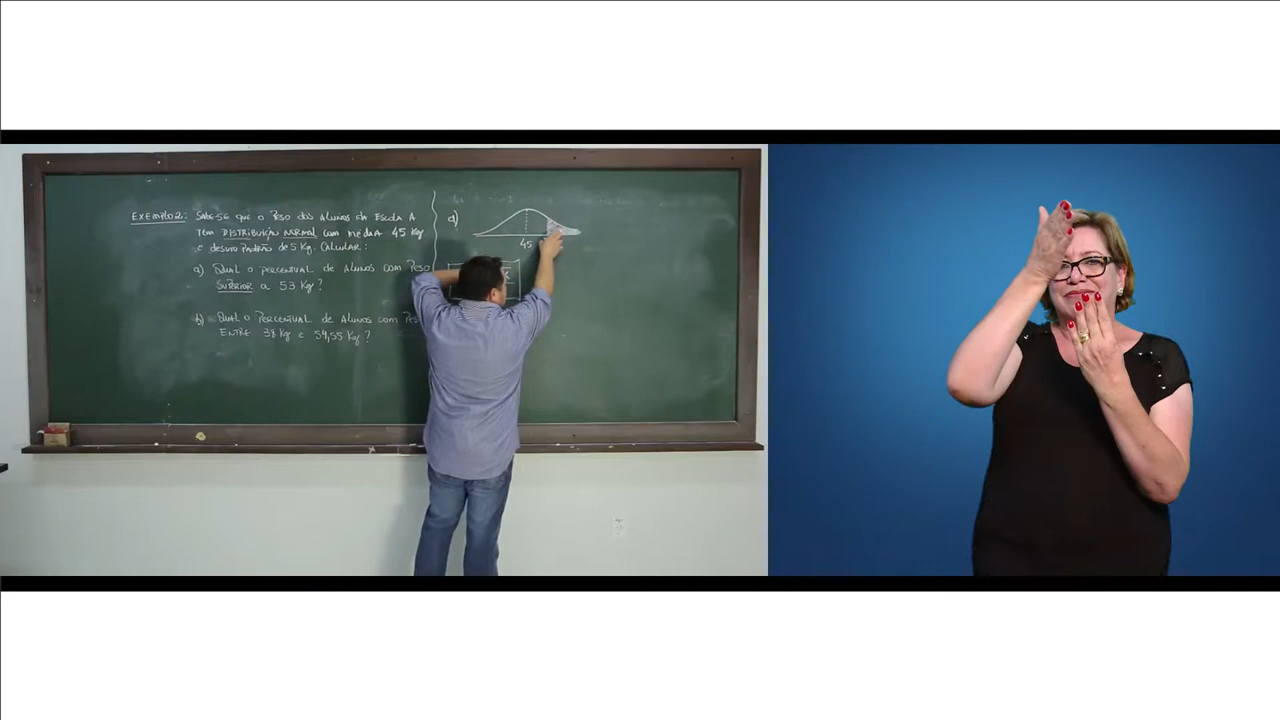 EXEMPLO 2: SABE-SE QUE O PESO DOS ALUNOS DA ESCOLA A
TEM DISTRIBUIÇÃO NORMAL COM MÉDIA 45 Kg
E DESVIO PADRÃO DE 5 Kg. CALCULAR:
a) QUAL O PERCENTUAL DE ALUNOS COM PESO
SUPERIOR A 53 Kg?
b) QUAL O PERCENTUAL DE ALUNOS COM
ENTRE 38 Kg E 54,55 Kg?
a)
45